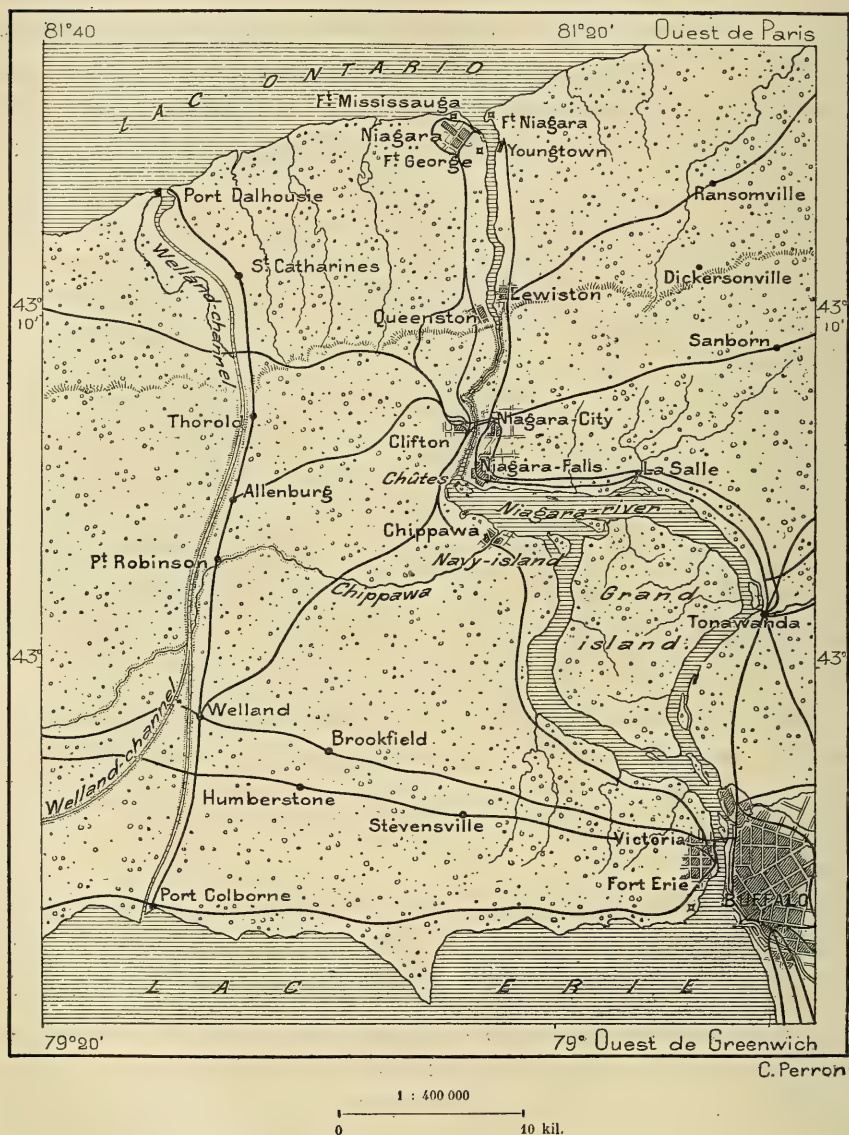 81°40
81°20'
Ouest de Paris
LAC ONTARIO
Ft. Mississauga
Niagara
Ft. Niagara
Ft. George
Youngtown
Port Dalhousie
Ransomville
Welland-channel
St. Catharines
Dickersonville
Lewiston
43°
10'
43°
10'
Queenston
Sanborn
Thorold
Niagara-City
Clifton
Chûtes
Niagara-Falls
La Salle
Allenburg
Niagara-river
Chippawa
Pt. Robinson
Navy-island
Chippawa
Grand
island
Tonawanda
43°
43°
Welland
Welland-channel
Brookfield
Humberstone
Stevensville
Victoria
Fort Erie
Port Colborne
BUFFALO
LAC ERIE
79°20'
79° Ouest de Greenwich
C. Perron
1 : 400 000
0
10 kil.